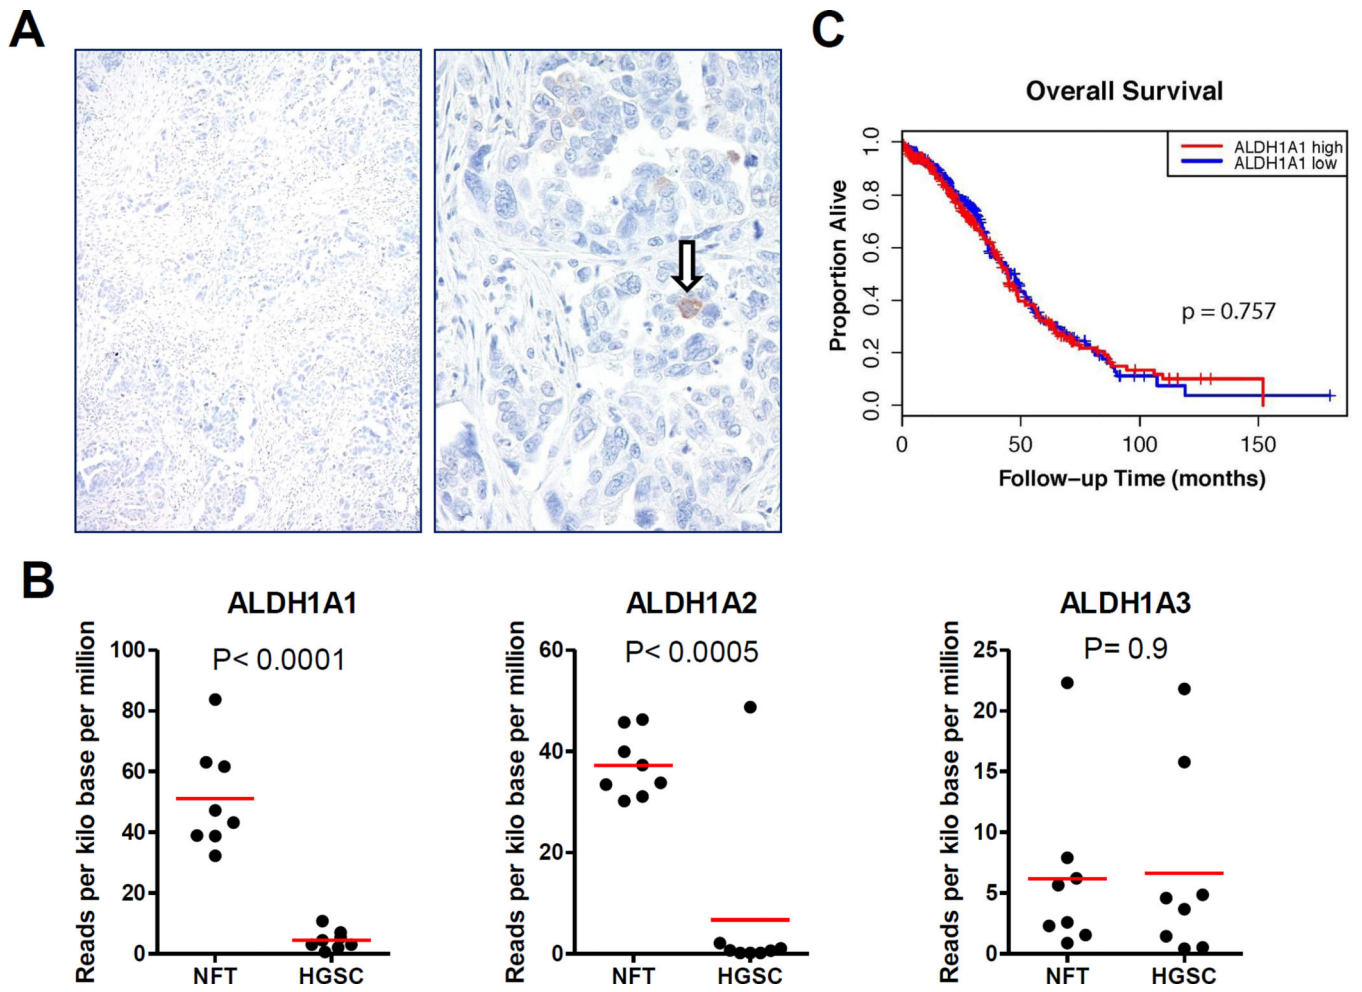 A
C
Overall Survival
ALDH1A1 high
ALDH1A1 low
Proportion Alive
1.0
0.8
0.6
0.4
0.2
0.0
p = 0.757
0
50
100
150
Follow−up Time (months)
B
ALDH1A1
P< 0.0001
Reads per kilo base per million
100
80
60
40
20
0
NFT
HGSC
ALDH1A2
P< 0.0005
Reads per kilo base per million
60
40
20
0
NFT
HGSC
ALDH1A3
P= 0.9
Reads per kilo base per million
25
20
15
10
5
0
NFT
HGSC